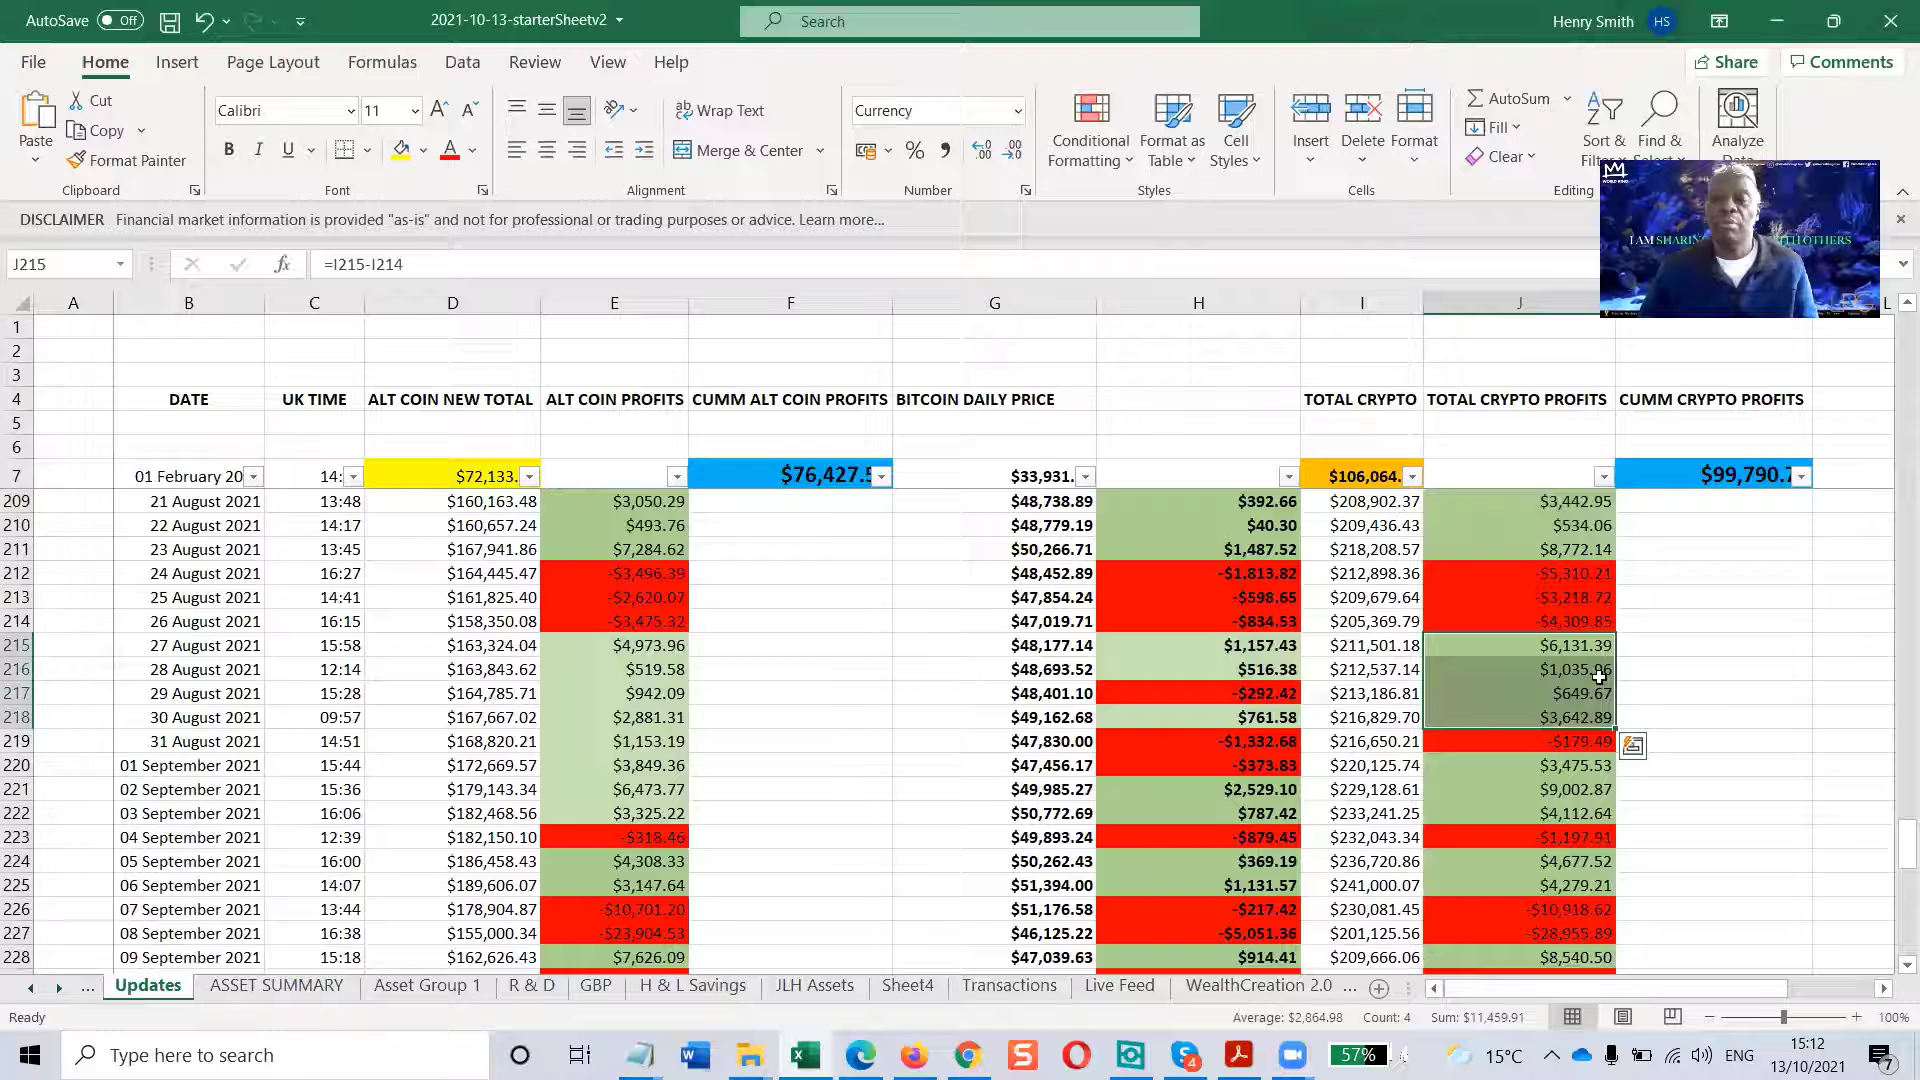 AutoSave Off 2021-10-13-starterSheetv2 Search Henry Smith HS
File Home Insert Page Layout Formulas Data Review View Help Share Comments
Paste Cut Copy Format Painter Clipboard
Calibri 11 B I U A Font
Wrap Text Merge & Center Alignment
Currency % Number
Conditional Formatting Format as Table Cell Styles Styles
Insert Delete Format Cells
AutoSum Fill Clear Sort & Find & Editing
Analyze
DISCLAIMER Financial market information is provided "as-is" and not for professional or trading purposes or advice. Learn more...
I AM SHARING OTHERS
J215 fx =I215-I214
A B C D E F G H I J L
1
2
3
4 DATE UK TIME ALT COIN NEW TOTAL ALT COIN PROFITS CUMM ALT COIN PROFITS BITCOIN DAILY PRICE TOTAL CRYPTO TOTAL CRYPTO PROFITS CUMM CRYPTO PROFITS
5
6
7 01 February 20 14: $72,133. $76,427.5 $33,931. $106,064. $99,790.7
209 21 August 2021 13:48 $160,163.48 $3,050.29 $48,738.89 $392.66 $208,902.37 $3,442.95
210 22 August 2021 14:17 $160,657.24 $493.76 $48,779.19 $40.30 $209,436.43 $534.06
211 23 August 2021 13:45 $167,941.86 $7,284.62 $50,266.71 $1,487.52 $218,208.57 $8,772.14
212 24 August 2021 16:27 $164,445.47 -$3,496.39 $48,452.89 -$1,813.82 $212,898.36 -$5,310.21
213 25 August 2021 14:41 $161,825.40 -$2,620.07 $47,854.24 -$598.65 $209,679.64 -$3,218.72
214 26 August 2021 16:15 $158,350.08 -$3,475.32 $47,019.71 -$834.53 $205,369.79 -$4,309.85
215 27 August 2021 15:58 $163,324.04 $4,973.96 $48,177.14 $1,157.43 $211,501.18 $6,131.39
216 28 August 2021 12:14 $163,843.62 $519.58 $48,693.52 $516.38 $212,537.14 $1,035.96
217 29 August 2021 15:28 $164,785.71 $942.09 $48,401.10 -$292.42 $213,186.81 $649.67
218 30 August 2021 09:57 $167,667.02 $2,881.31 $49,162.68 $761.58 $216,829.70 $3,642.89
219 31 August 2021 14:51 $168,820.21 $1,153.19 $47,830.00 -$1,332.68 $216,650.21 -$179.49
220 01 September 2021 15:44 $172,669.57 $3,849.36 $47,456.17 -$373.83 $220,125.74 $3,475.53
221 02 September 2021 15:36 $179,143.34 $6,473.77 $49,985.27 $2,529.10 $229,128.61 $9,002.87
222 03 September 2021 16:06 $182,468.56 $3,325.22 $50,772.69 $787.42 $233,241.25 $4,112.64
223 04 September 2021 12:39 $182,150.10 -$318.46 $49,893.24 -$879.45 $232,043.34 -$1,197.91
224 05 September 2021 16:00 $186,458.43 $4,308.33 $50,262.43 $369.19 $236,720.86 $4,677.52
225 06 September 2021 14:07 $189,606.07 $3,147.64 $51,394.00 $1,131.57 $241,000.07 $4,279.21
226 07 September 2021 13:44 $178,904.87 -$10,701.20 $51,176.58 -$217.42 $230,081.45 -$10,918.62
227 08 September 2021 16:38 $155,000.34 -$23,904.53 $46,125.22 -$5,051.36 $201,125.56 -$28,955.89
228 09 September 2021 15:18 $162,626.43 $7,626.09 $47,039.63 $914.41 $209,666.06 $8,540.50
... Updates ASSET SUMMARY Asset Group 1 R & D GBP H & L Savings JLH Assets Sheet4 Transactions Live Feed WealthCreation 2.0 ...
Ready Average: $2,864.98 Count: 4 Sum: $11,459.91 100%
Type here to search 57% 15°C ENG 15:12
13/10/2021 7